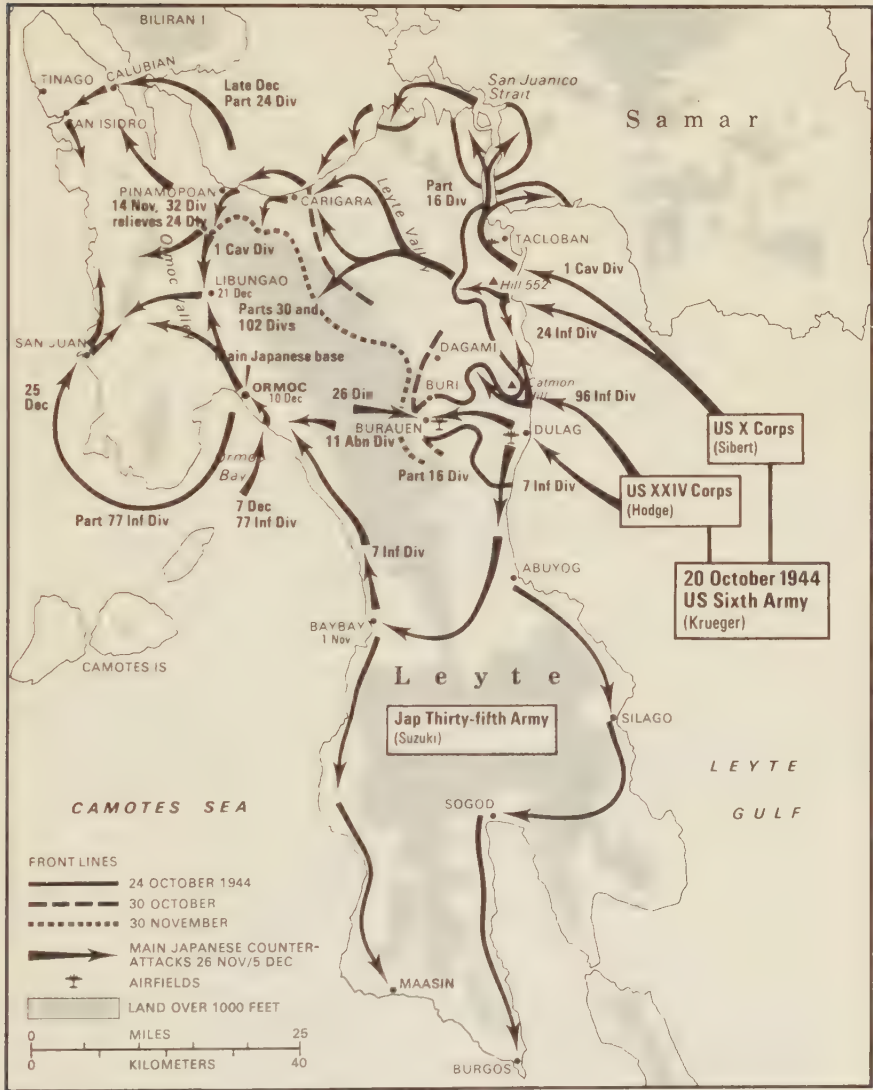 BILIRAN I
TINAGO
CALUBIAN
SAN ISIDRO
Late Dec
Part 24 Div
San Juanico
Strait
Samar
PINAMOPOAN
14 Nov, 32 Div
relieves 24 Div
CARIGARA
Leyte Valley
Part
16 Div
TACLOBAN
1 Cav Div
Ormoc Valley
1 Cav Div
Hill 552
LIBUNGAO
21 Dec
Parts 30 and
102 Divs
24 Inf Div
SAN JUAN
Main Japanese base
DAGAMI
25
Dec
ORMOC
10 Dec
26 Div
BURI
Catmon
Hill
96 Inf Div
BURAUEN
11 Abn Div
DULAG
US X Corps
(Sibert)
Ormoc
Bay
Part 16 Div
7 Inf Div
US XXIV Corps
(Hodge)
Part 77 Inf Div
7 Dec
77 Inf Div
7 Inf Div
20 October 1944
US Sixth Army
(Krueger)
ABUYOG
BAYBAY
1 Nov
CAMOTES IS
Leyte
Jap Thirty-fifth Army
(Suzuki)
SILAGO
LEYTE
GULF
CAMOTES SEA
SOGOD
FRONT LINES
24 OCTOBER 1944
30 OCTOBER
30 NOVEMBER
MAIN JAPANESE COUNTER-
ATTACKS 26 NOV/5 DEC
AIRFIELDS
LAND OVER 1000 FEET
MAASIN
0 MILES 25
0 KILOMETERS 40
BURGOS